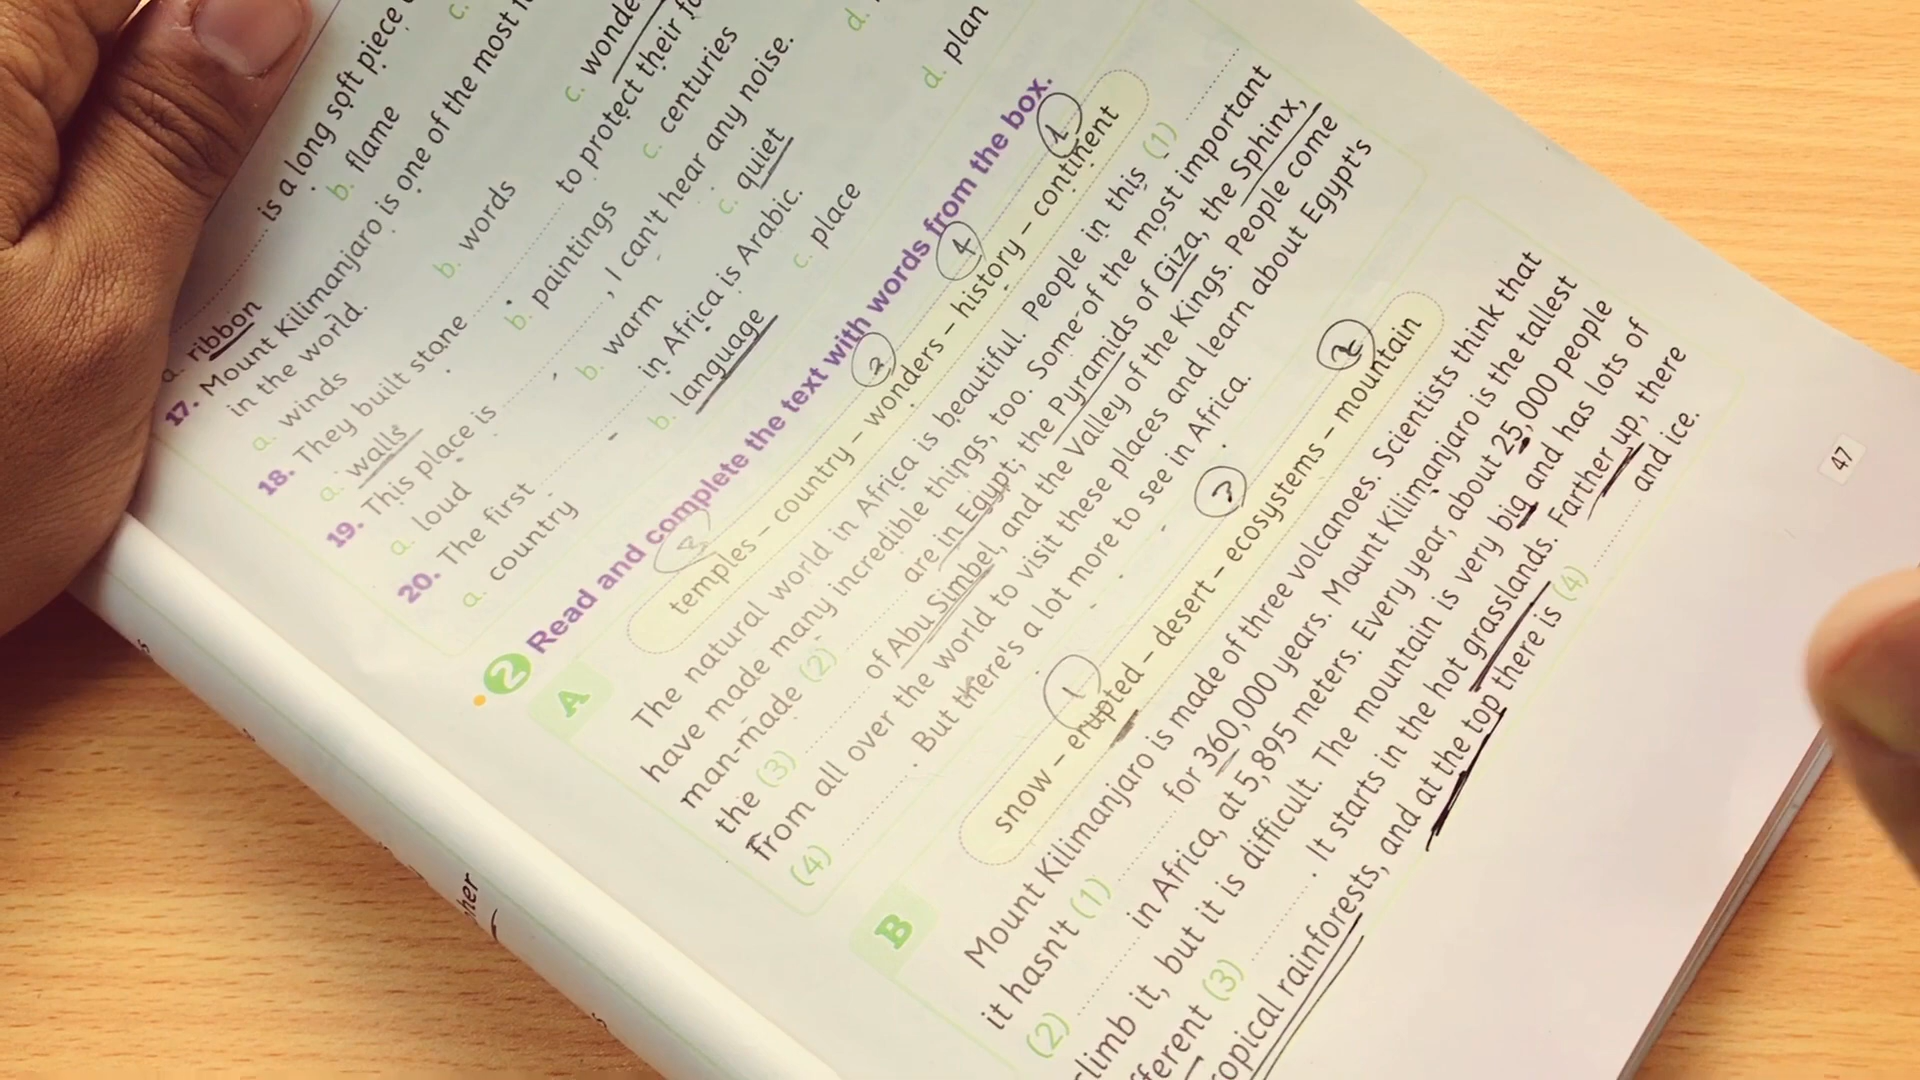 is a long soft piece
a. ribbon b. flame c.
17. Mount Kilimanjaro is one of the most
in the world.
a. winds b. words c. wonde d.
18. They built stone to protect their
a. walls b. paintings c. centuries
19. This place is , I can't hear any noise.
a. loud b. warm c. quiet d. plan
20. The first in Africa is Arabic.
a. country b. language c. place
2 Read and complete the text with words from the box.
3 2 4 1
temples – country – wonders – history – continent
A
The natural world in Africa is beautiful. People in this (1)
have made many incredible things, too. Some of the most important
man-made (2) are in Egypt; the Pyramids of Giza, the Sphinx,
the (3) of Abu Simbel, and the Valley of the Kings. People come
from all over the world to visit these places and learn about Egypt's
(4) . But there's a lot more to see in Africa.
1 2
snow – erupted – desert – ecosystems – mountain
B
Mount Kilimanjaro is made of three volcanoes. Scientists think that
it hasn't (1) for 360,000 years. Mount Kilimanjaro is the tallest
(2) in Africa, at 5,895 meters. Every year, about 25,000 people
climb it, but it is difficult. The mountain is very big and has lots of
fferent (3) . It starts in the hot grasslands. Farther up, there
opical rainforests, and at the top there is (4) and ice.
47
her